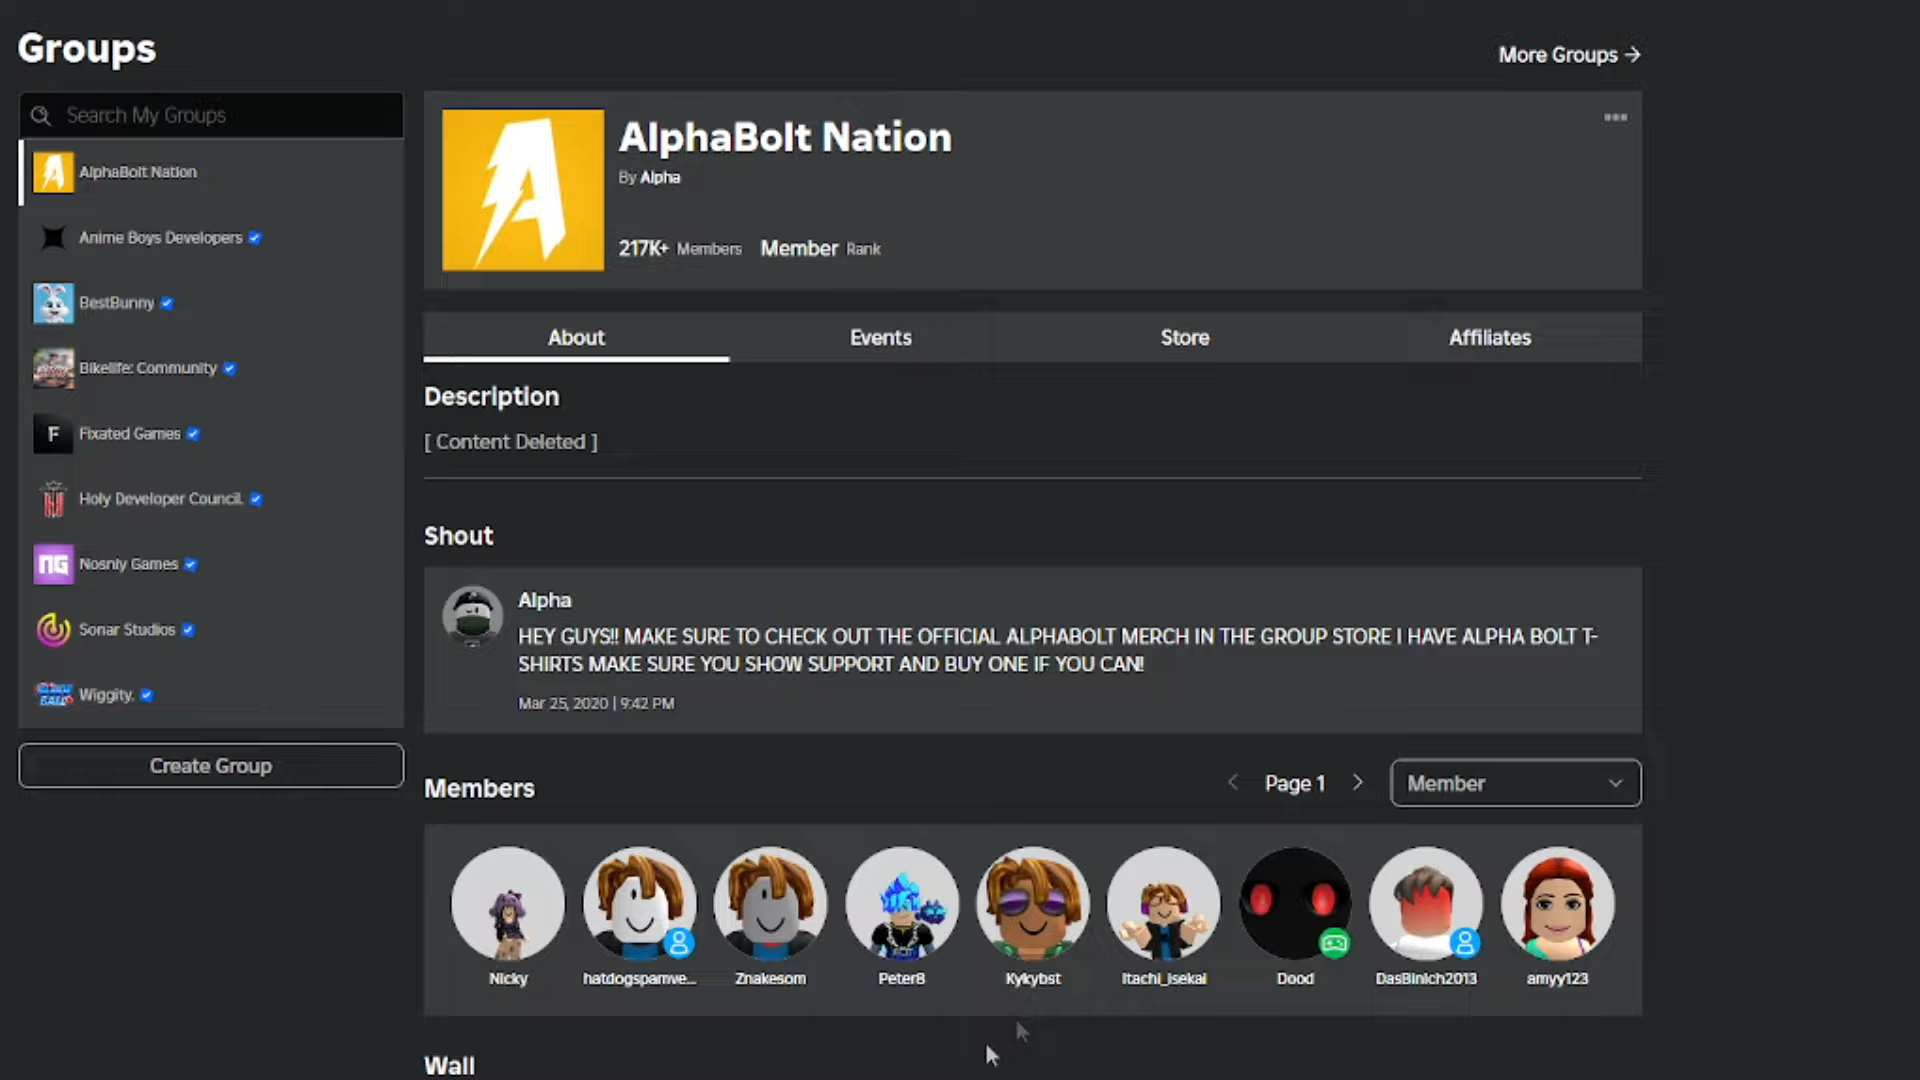 Groups
More Groups →
Search My Groups
AlphaBolt Nation
Anime Boys Developers
BestBunny
Bikelife: Community
F
Fixated Games
Holy Developer Council.
NG
Nosniy Games
Sonar Studios
Wiggity.
Create Group
A
AlphaBolt Nation
By Alpha
217K+ Members Member Rank
About
Events
Store
Affiliates
Description
[ Content Deleted ]
Shout
Alpha
HEY GUYS!! MAKE SURE TO CHECK OUT THE OFFICIAL ALPHABOLT MERCH IN THE GROUP STORE I HAVE ALPHA BOLT T-
SHIRTS MAKE SURE YOU SHOW SUPPORT AND BUY ONE IF YOU CAN!
Mar 25, 2020 | 9:42 PM
Members
Page 1
Member
Nicky
hatdogspamve...
Znakesom
Peter8
Kykybst
Itachi_isekai
Dood
DasBinich2013
amyy123
Wall